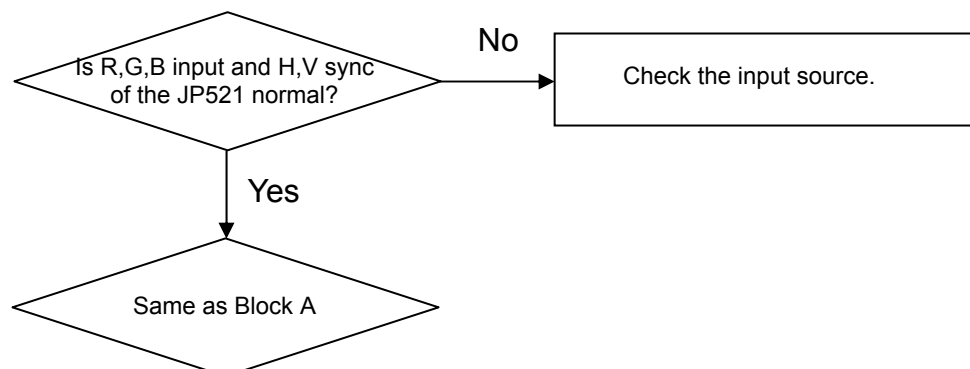 Is R,G,B input and H,V sync
of the JP521 normal?
No
Check the input source.
Yes
Same as Block A